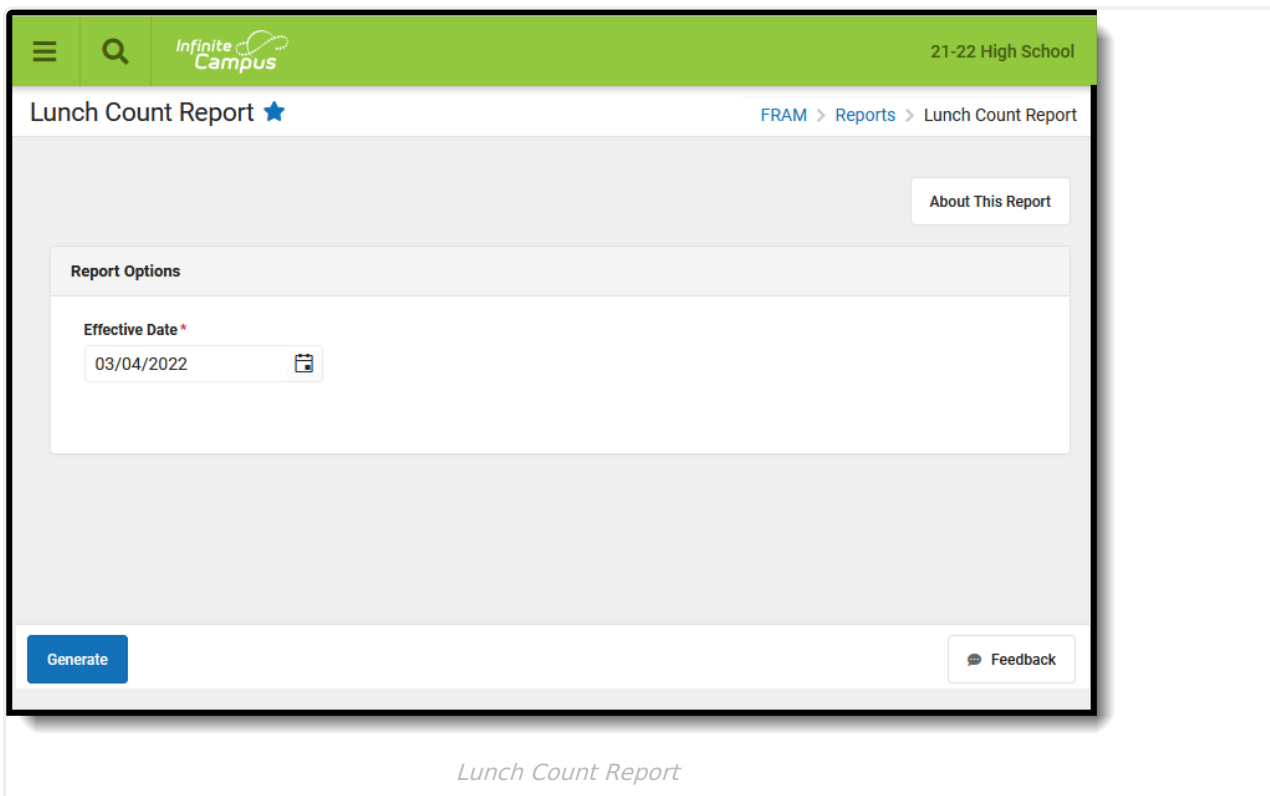 Infinite
Campus
21-22 High School
Lunch Count Report
FRAM > Reports > Lunch Count Report
About This Report
Report Options
Effective Date*
03/04/2022
Generate
Feedback
Lunch Count Report